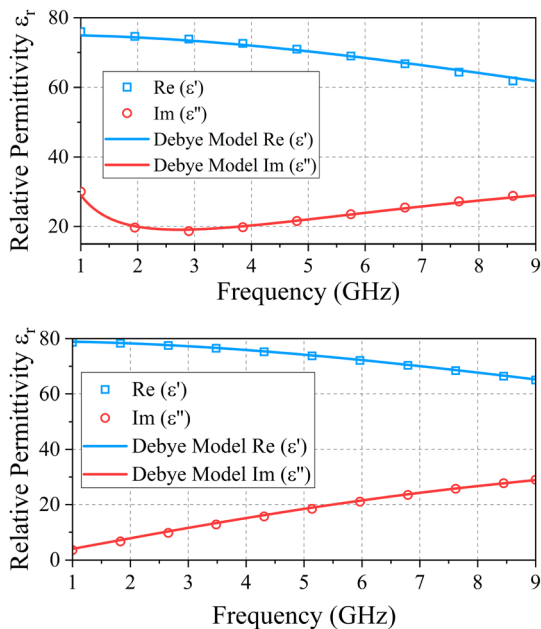 80
60
40
20
Relative Permittivity εr
Re (ε')
Im (ε'')
Debye Model Re (ε')
Debye Model Im (ε'')
1 2 3 4 5 6 7 8 9
Frequency (GHz)
80
60
40
20
0
Relative Permittivity εr
Re (ε')
Im (ε'')
Debye Model Re (ε')
Debye Model Im (ε'')
1 2 3 4 5 6 7 8 9
Frequency (GHz)